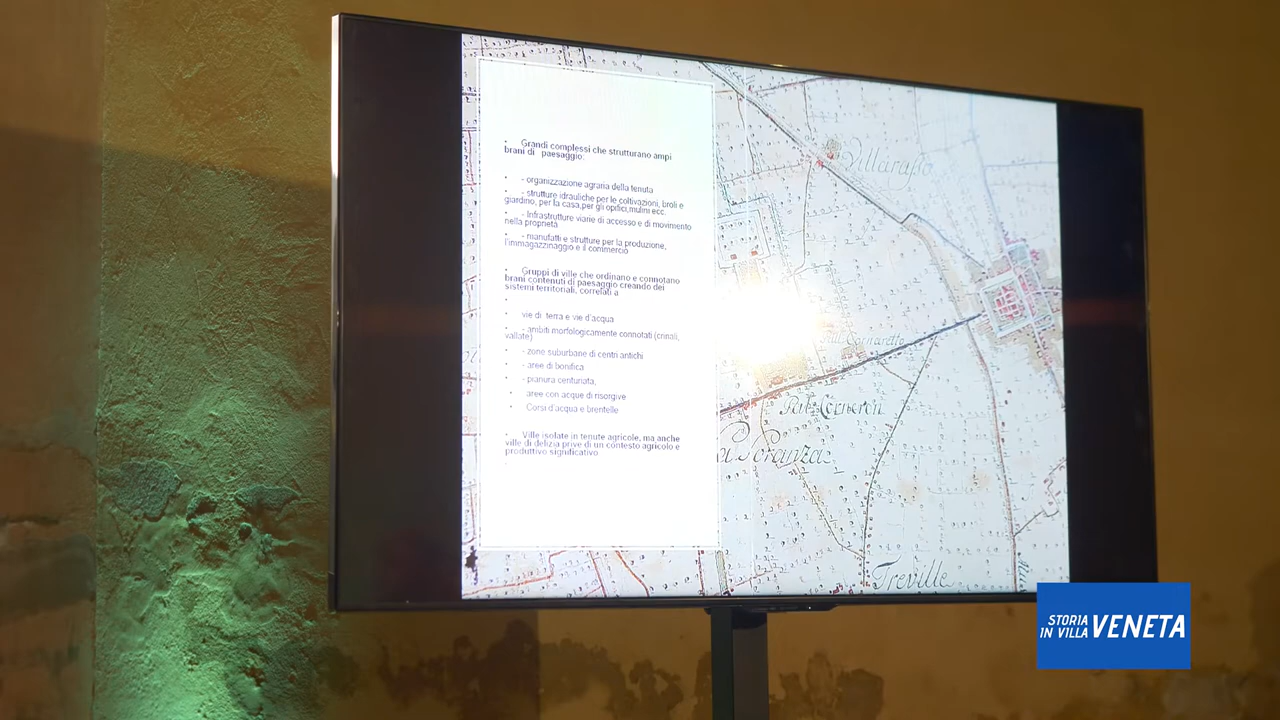 • Grandi complessi che strutturano ampi
brani di paesaggio:
• - organizzazione agraria della tenuta
• - strutture idrauliche per le coltivazioni, broli e
giardino, per la casa,per gli opifici,mulini ecc.
• - Infrastrutture viarie di accesso e di movimento
nella proprietà
• - manufatti e strutture per la produzione,
l'immagazzinaggio e il commercio
• Gruppi di ville che ordinano e connotano
brani contenuti di paesaggio creando dei
sistemi territoriali, correlati a
•
• vie di terra e vie d'acqua
• - ambiti morfologicamente connotati (crinali,
vallate)
• - zone suburbane di centri antichi
• - aree di bonifica
• - pianura centuriata,
• aree con acque di risorgive
• Corsi d'acqua e brentelle
• Ville isolate in tenute agricole, ma anche
ville di delizia prive di un contesto agricolo e
produttivo significativo
Treville
STORIA
IN VILLA VENETA